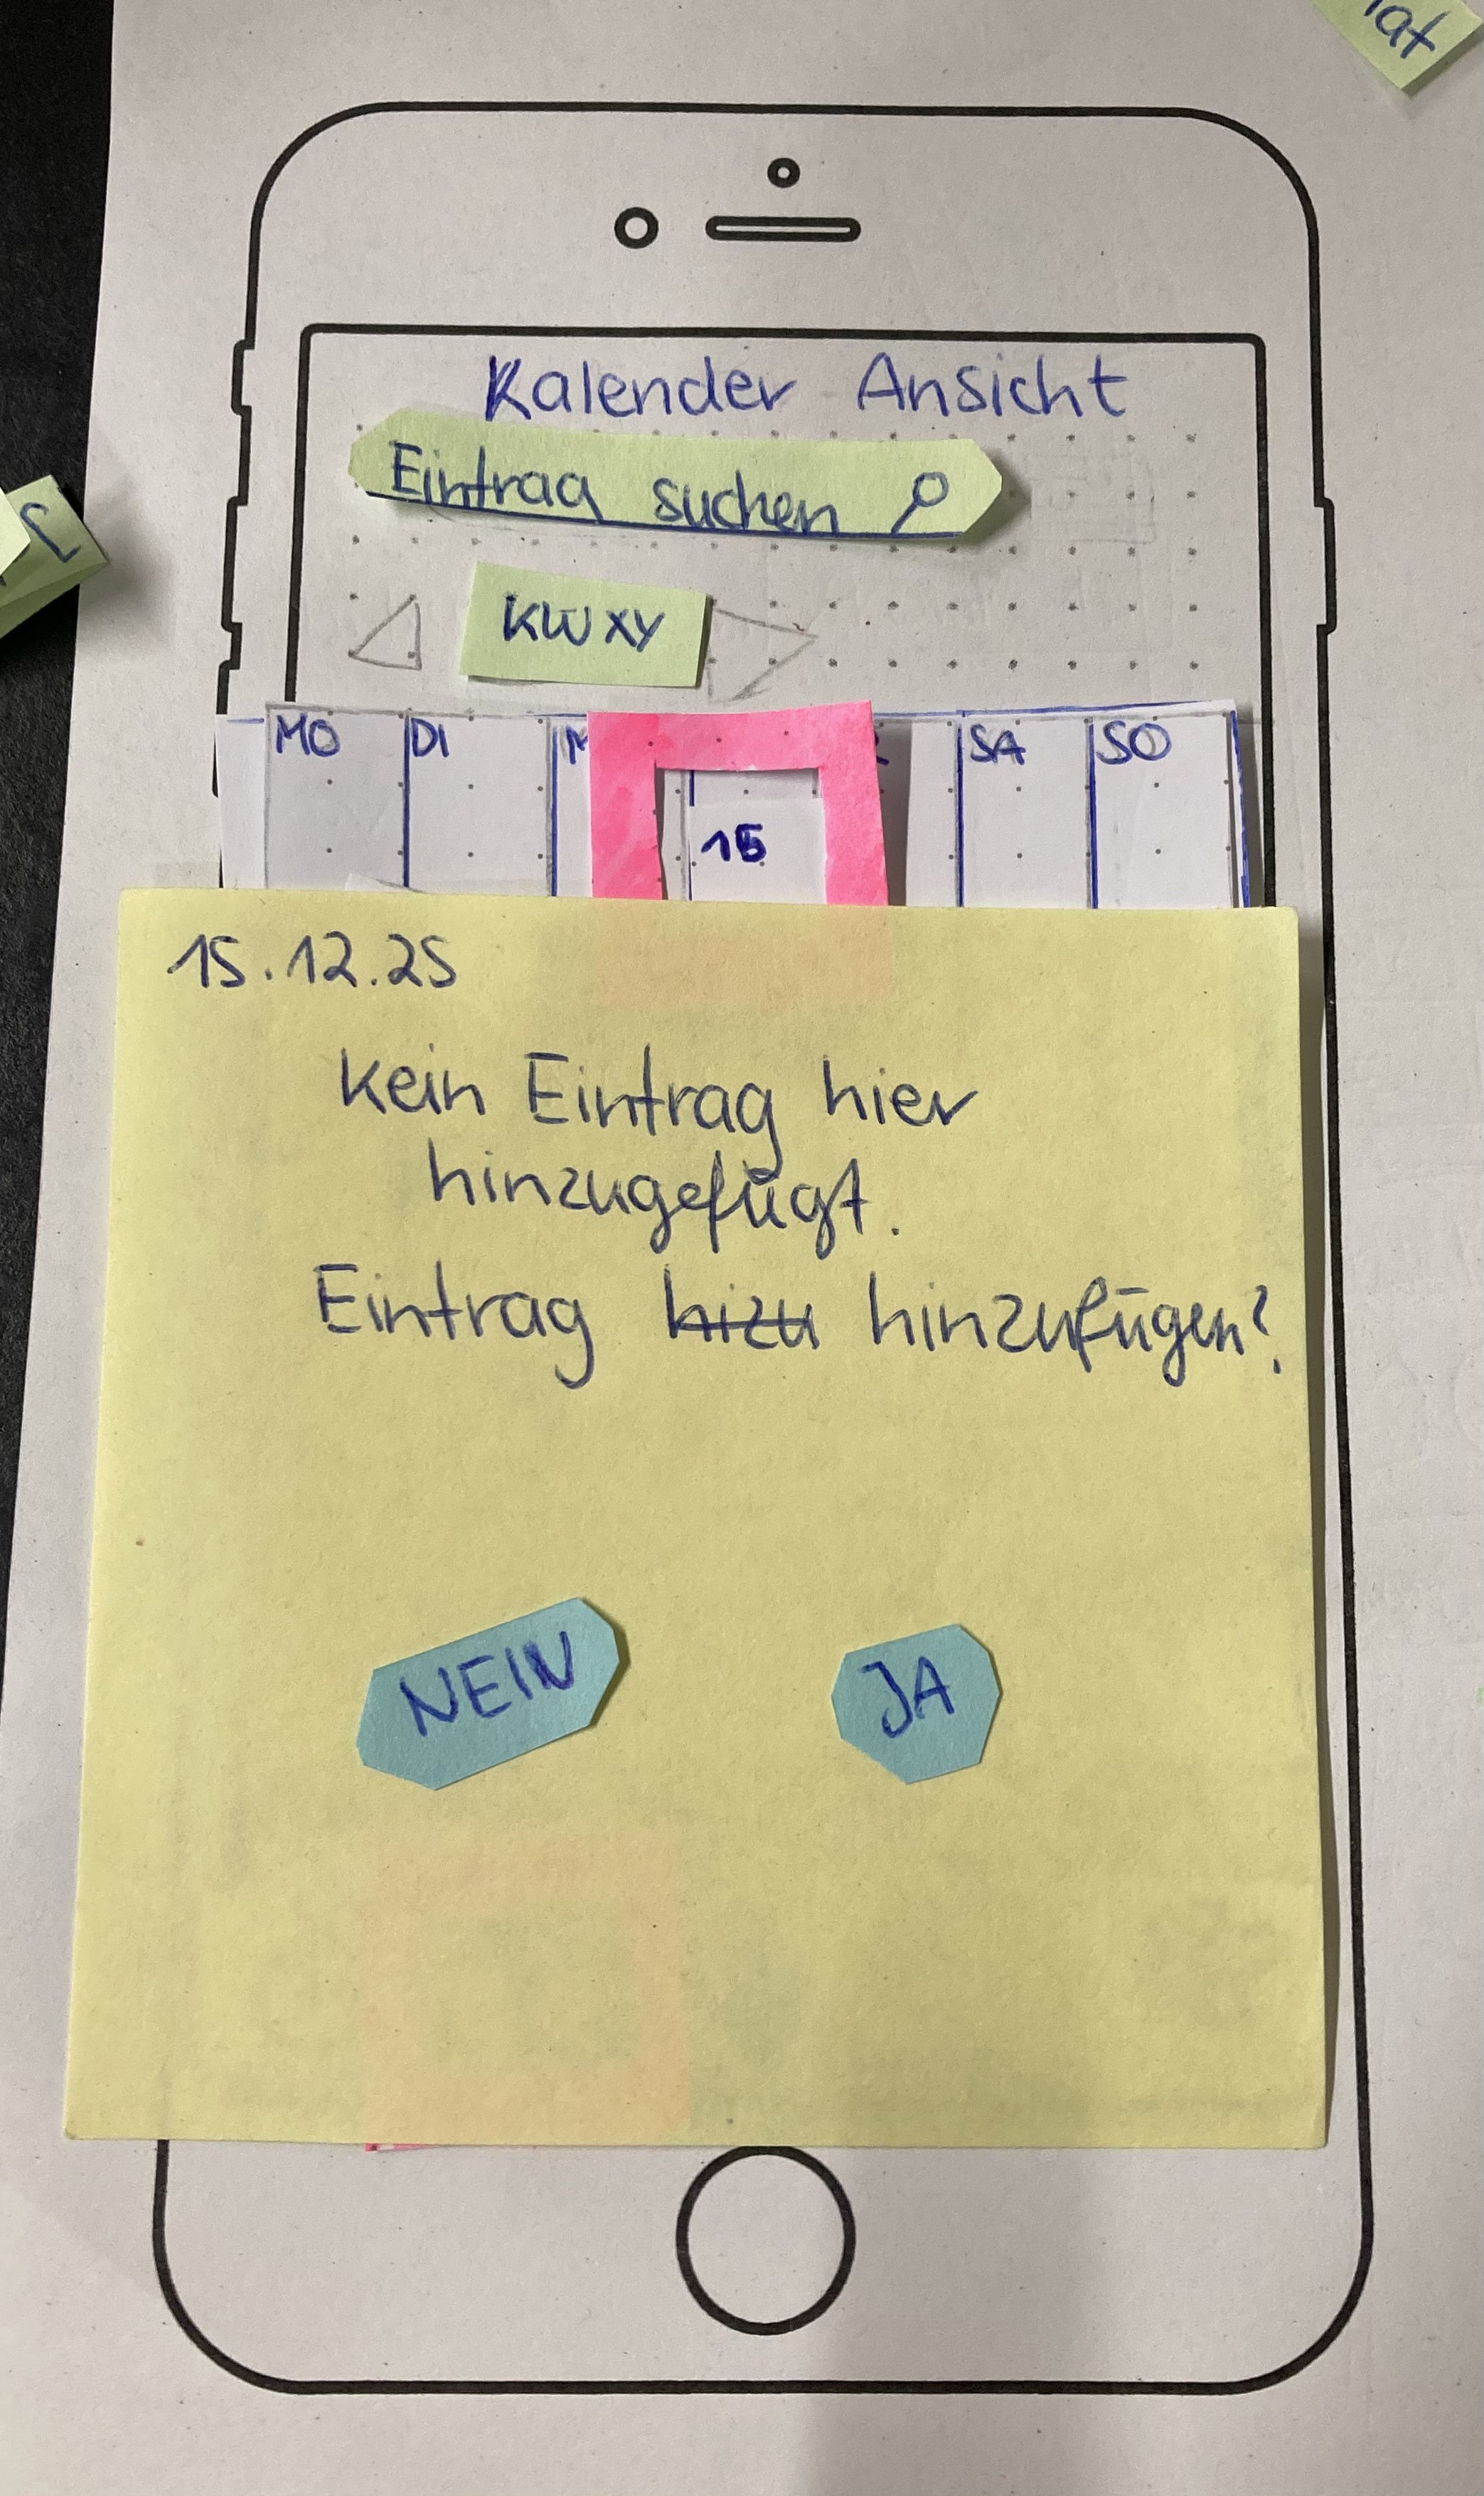 Kalender Ansicht
Eintrag suchen
KW XY
MO DI M SA SO
15
15.12.25
Kein Eintrag hier
hinzugefügt.
Eintrag hizu hinzufügen?
NEIN JA